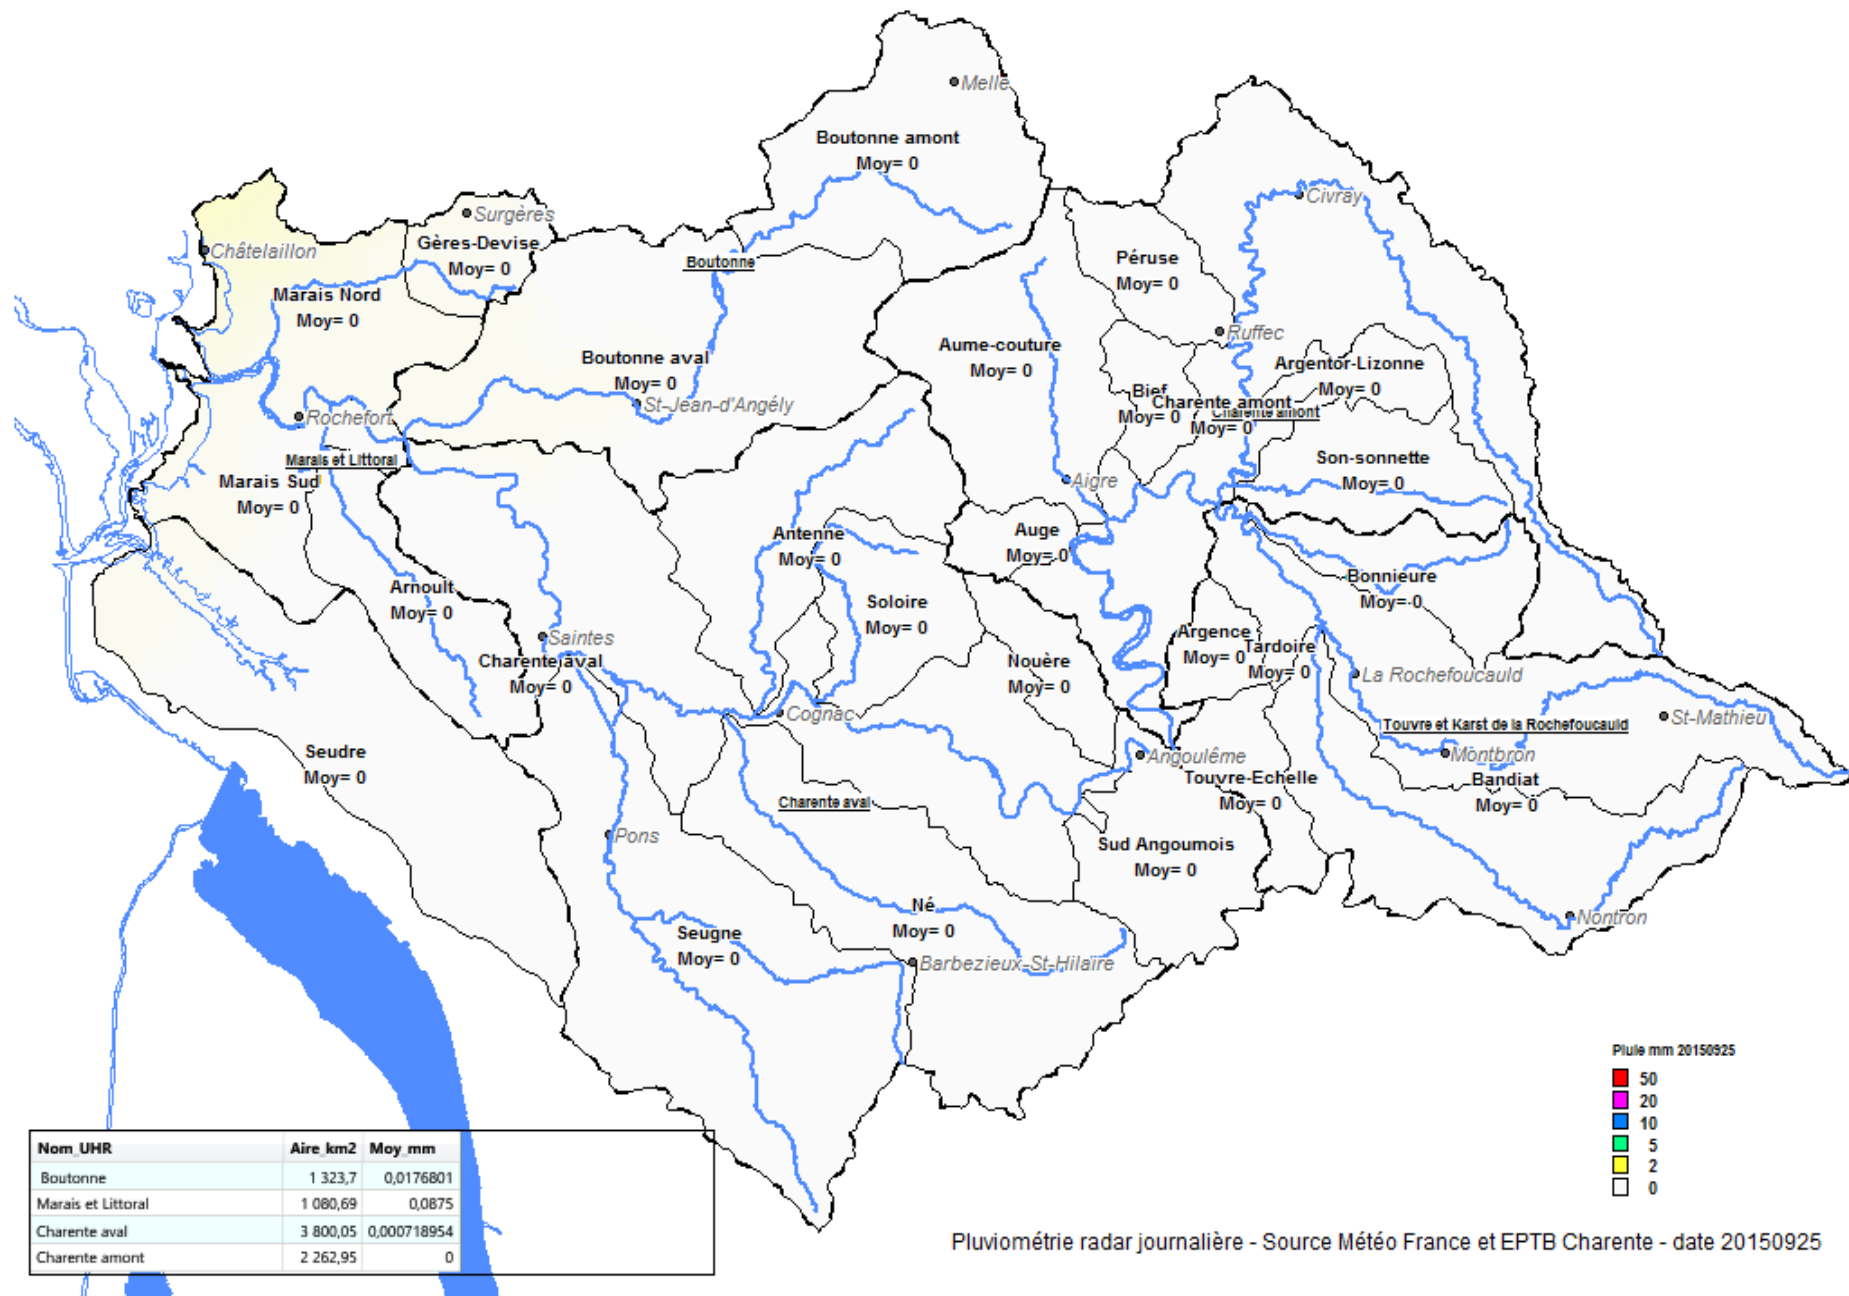 Melle
Boutonne amont
Moy= 0
Civray
Surgères
Gères-Devise
Moy= 0
Châtelaillon
Boutonne
Péruse
Moy= 0
Marais Nord
Moy= 0
Ruffec
Aume-couture
Moy= 0
Boutonne aval
Moy= 0
Argentor-Lizonne
Moy= 0
Bief
Moy= 0
Charente amont
Charente amont
Moy= 0
St-Jean-d'Angély
Rochefort
Marais et Littoral
Marais Sud
Moy= 0
Son-sonnette
Moy= 0
Aigre
Antenne
Moy= 0
Auge
Moy= 0
Arnoult
Moy= 0
Soloire
Moy= 0
Bonnieure
Moy= 0
Saintes
Charente aval
Moy= 0
Nouère
Moy= 0
Argence
Moy= 0
Tardoire
Moy= 0
La Rochefoucauld
Cognac
St-Mathieu
Touvre et Karst de la Rochefoucauld
Seudre
Moy= 0
Angoulême
Montbron
Touvre-Echelle
Moy= 0
Bandiat
Moy= 0
Charente aval
Pons
Sud Angoumois
Moy= 0
Né
Moy= 0
Nontron
Seugne
Moy= 0
Barbezieux-St-Hilaire
Pluie mm 20150925
50
20
10
5
2
0
Nom_UHR Aire_km2 Moy_mm
Boutonne 1 323,7 0,0176801
Marais et Littoral 1 080,69 0,0875
Charente aval 3 800,05 0,000718954
Charente amont 2 262,95 0
Pluviométrie radar journalière - Source Météo France et EPTB Charente - date 20150925